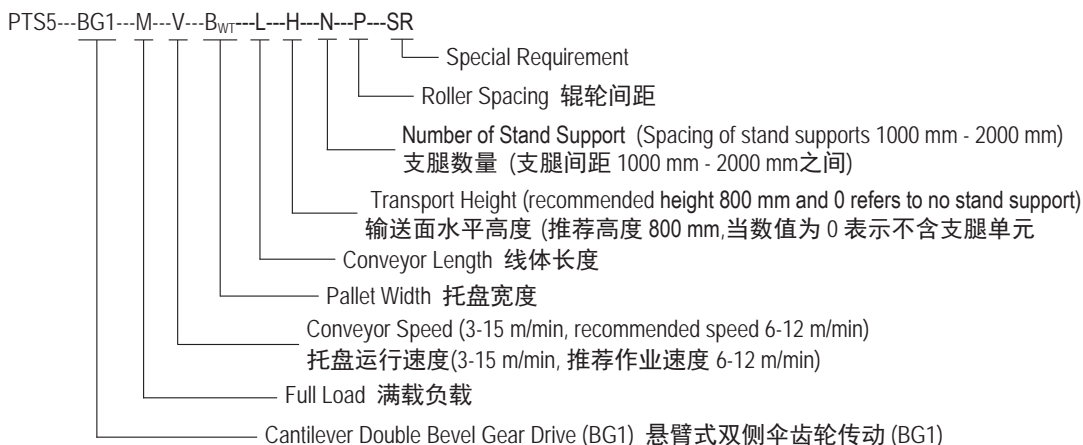 PTS5---BG1---M---V---BWT---L---H---N---P---SR
Special Requirement
Roller Spacing 辊轮间距
Number of Stand Support (Spacing of stand supports 1000 mm - 2000 mm)
支腿数量 (支腿间距 1000 mm - 2000 mm之间)
Transport Height (recommended height 800 mm and 0 refers to no stand support)
输送面水平高度 (推荐高度 800 mm,当数值为 0 表示不含支腿单元
Conveyor Length 线体长度
Pallet Width 托盘宽度
Conveyor Speed (3-15 m/min, recommended speed 6-12 m/min)
托盘运行速度(3-15 m/min, 推荐作业速度 6-12 m/min)
Full Load 满载负载
Cantilever Double Bevel Gear Drive (BG1) 悬臂式双侧伞齿轮传动 (BG1)